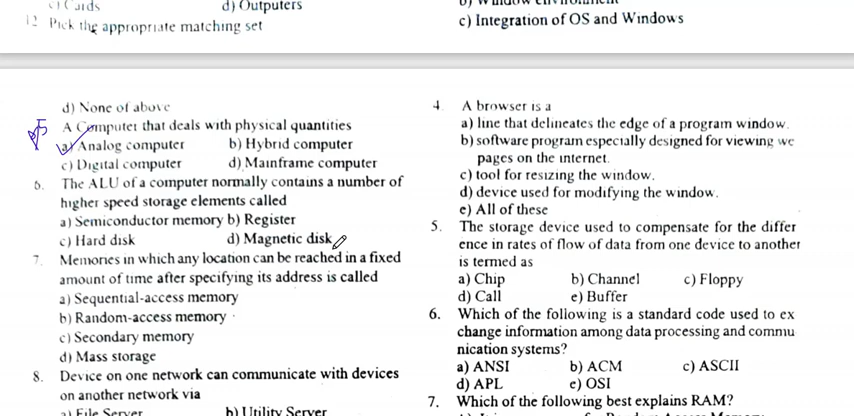 c) Cards d) Outputers
12 Pick the appropriate matching set
d) None of above
A Computer that deals with physical quantities
a) Analog computer b) Hybrid computer
c) Digital computer d) Mainframe computer
6. The ALU of a computer normally contains a number of
higher speed storage elements called
a) Semiconductor memory b) Register
c) Hard disk d) Magnetic disk
7. Memories in which any location can be reached in a fixed
amount of time after specifying its address is called
a) Sequential-access memory
b) Random-access memory
c) Secondary memory
d) Mass storage
8. Device on one network can communicate with devices
on another network via
a) File Server b) Utility Server
b) Window environment
c) Integration of OS and Windows
4. A browser is a
a) line that delineates the edge of a program window.
b) software program especially designed for viewing we
pages on the internet.
c) tool for resizing the window.
d) device used for modifying the window.
e) All of these
5. The storage device used to compensate for the differ
ence in rates of flow of data from one device to another
is termed as
a) Chip b) Channel c) Floppy
d) Call e) Buffer
6. Which of the following is a standard code used to ex
change information among data processing and commu
nication systems?
a) ANSI b) ACM c) ASCII
d) APL e) OSI
7. Which of the following best explains RAM?